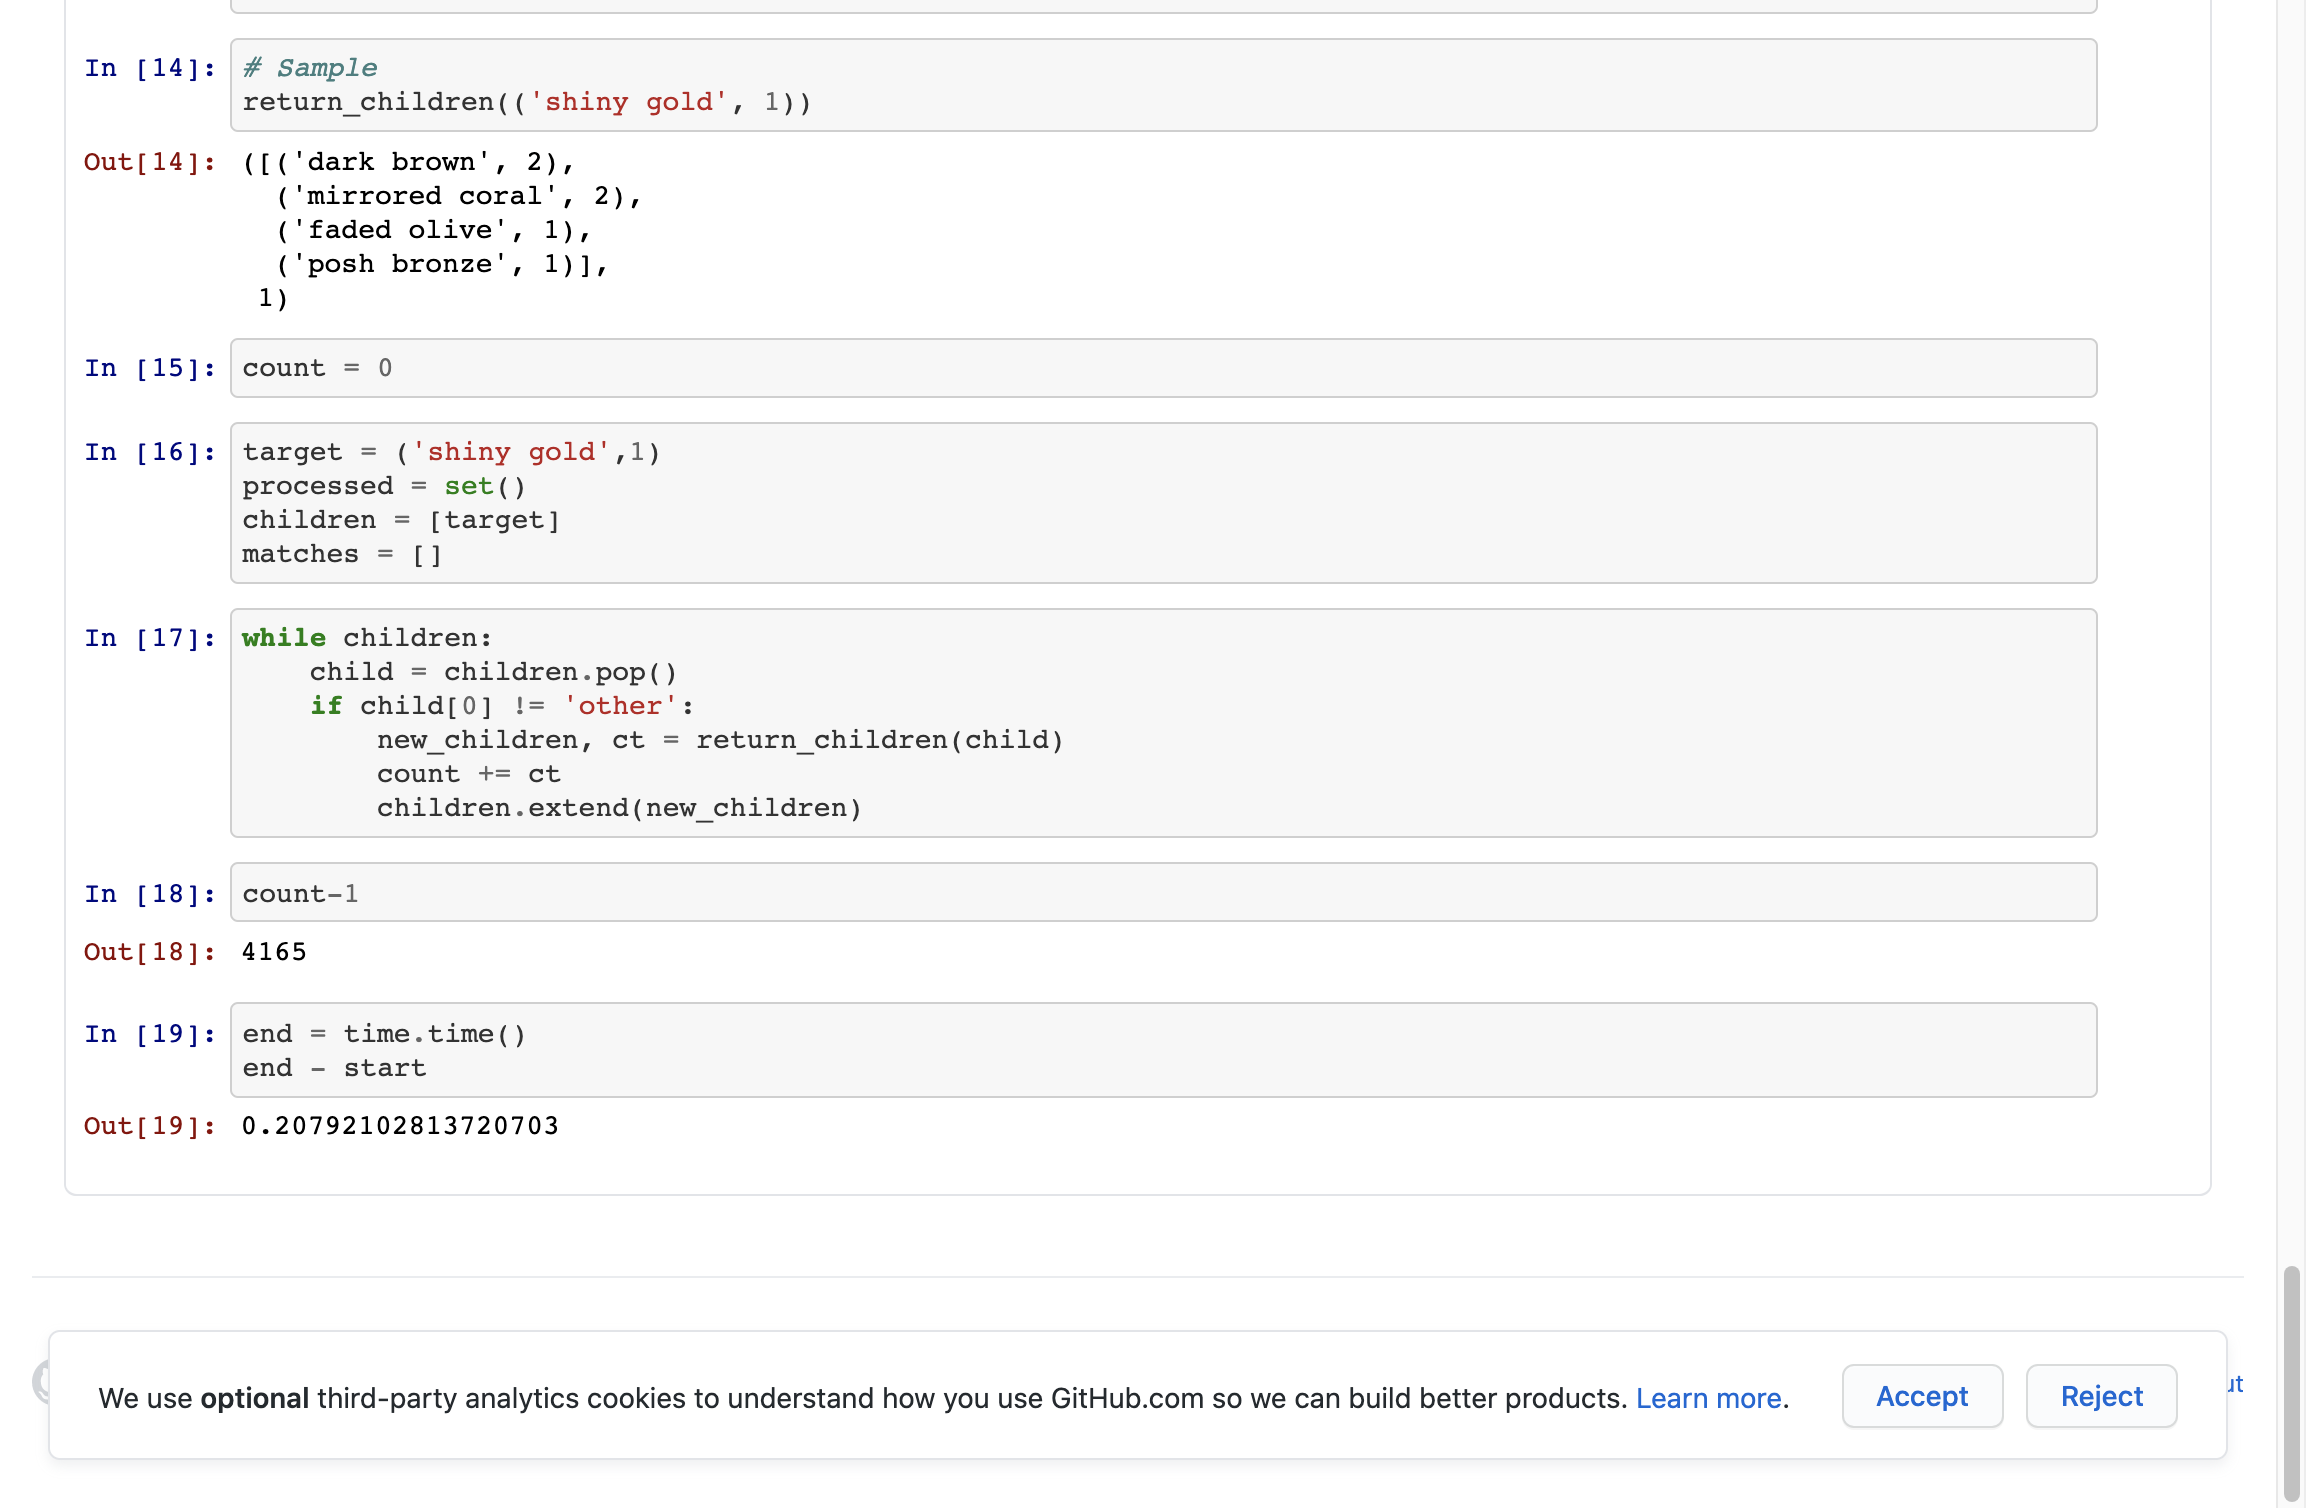 In [14]: # Sample
return_children(('shiny gold', 1))
Out[14]: ([('dark brown', 2),
('mirrored coral', 2),
('faded olive', 1),
('posh bronze', 1)],
1)
In [15]: count = 0
In [16]: target = ('shiny gold',1)
processed = set()
children = [target]
matches = []
In [17]: while children:
child = children.pop()
if child[0] != 'other':
new_children, ct = return_children(child)
count += ct
children.extend(new_children)
In [18]: count-1
Out[18]: 4165
In [19]: end = time.time()
end - start
Out[19]: 0.20792102813720703
We use optional third-party analytics cookies to understand how you use GitHub.com so we can build better products. Learn more. Accept Reject